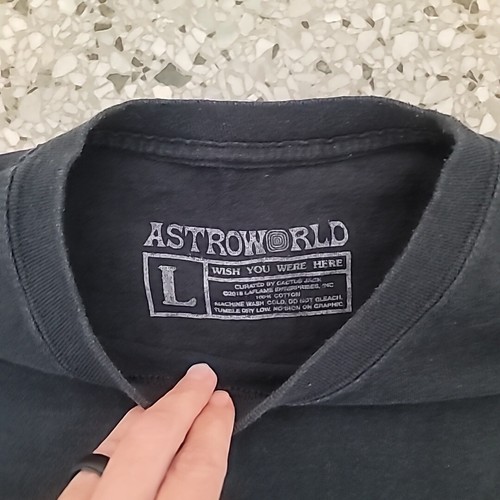 ASTROWORLD
L
WISH YOU WERE HERE
CURATED BY CACTUS JACK
©2018 LAFLAME ENTERPRISES, INC
100% COTTON
MACHINE WASH COLD, DO NOT BLEACH,
TUMBLE DRY LOW, NO IRON ON GRAPHIC.